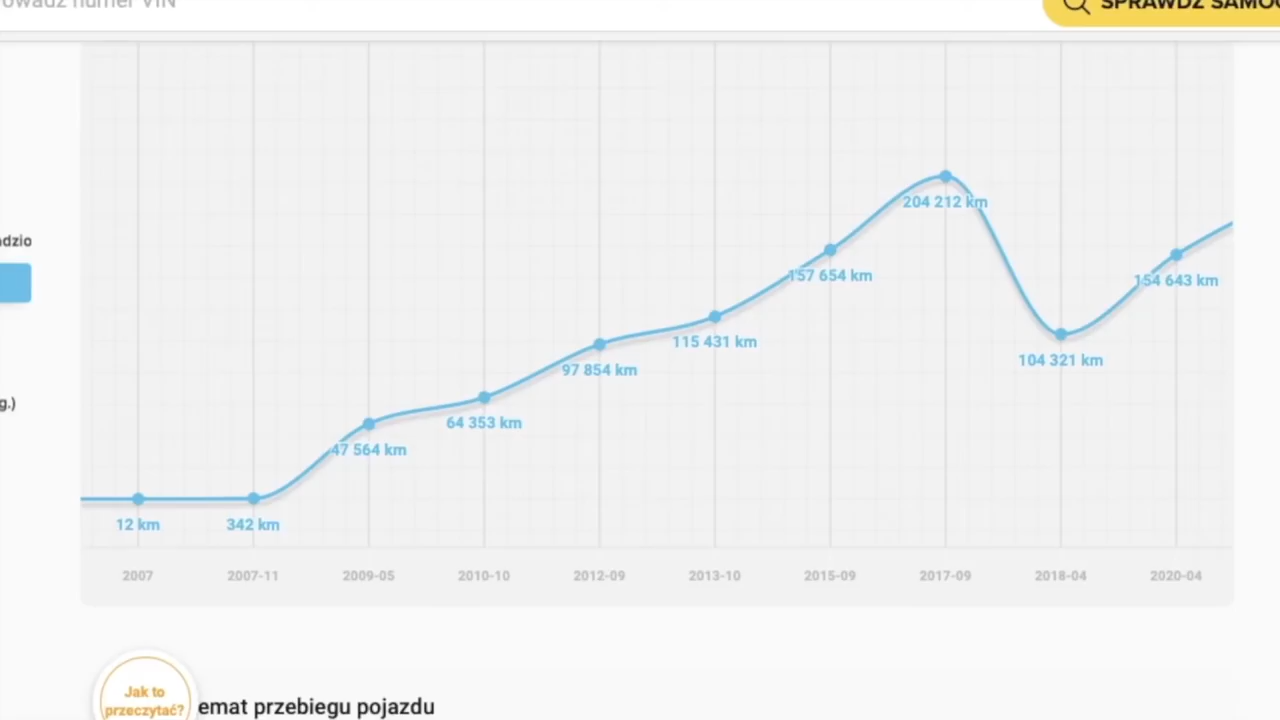 numer VIN
SPRAWDŹ
204 212 km
157 654 km
154 643 km
115 431 km
104 321 km
97 854 km
64 353 km
47 564 km
12 km
342 km
2007
2007-11
2009-05
2010-10
2012-09
2013-10
2015-09
2017-09
2018-04
2020-04
g.)
Jak to
przeczytać?
emat przebiegu pojazdu